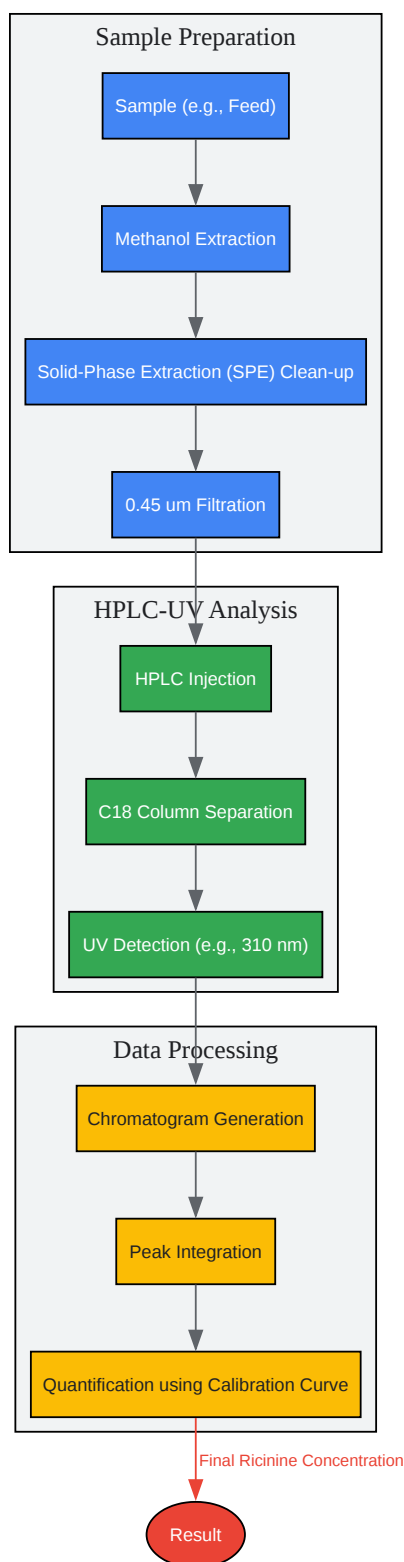 Sample Preparation
Sample (e.g., Feed)
Methanol Extraction
Solid-Phase Extraction (SPE) Clean-up
0.45 um Filtration
HPLC-UV Analysis
HPLC Injection
C18 Column Separation
UV Detection (e.g., 310 nm)
Data Processing
Chromatogram Generation
Peak Integration
Quantification using Calibration Curve
Final Ricinine Concentration
Result